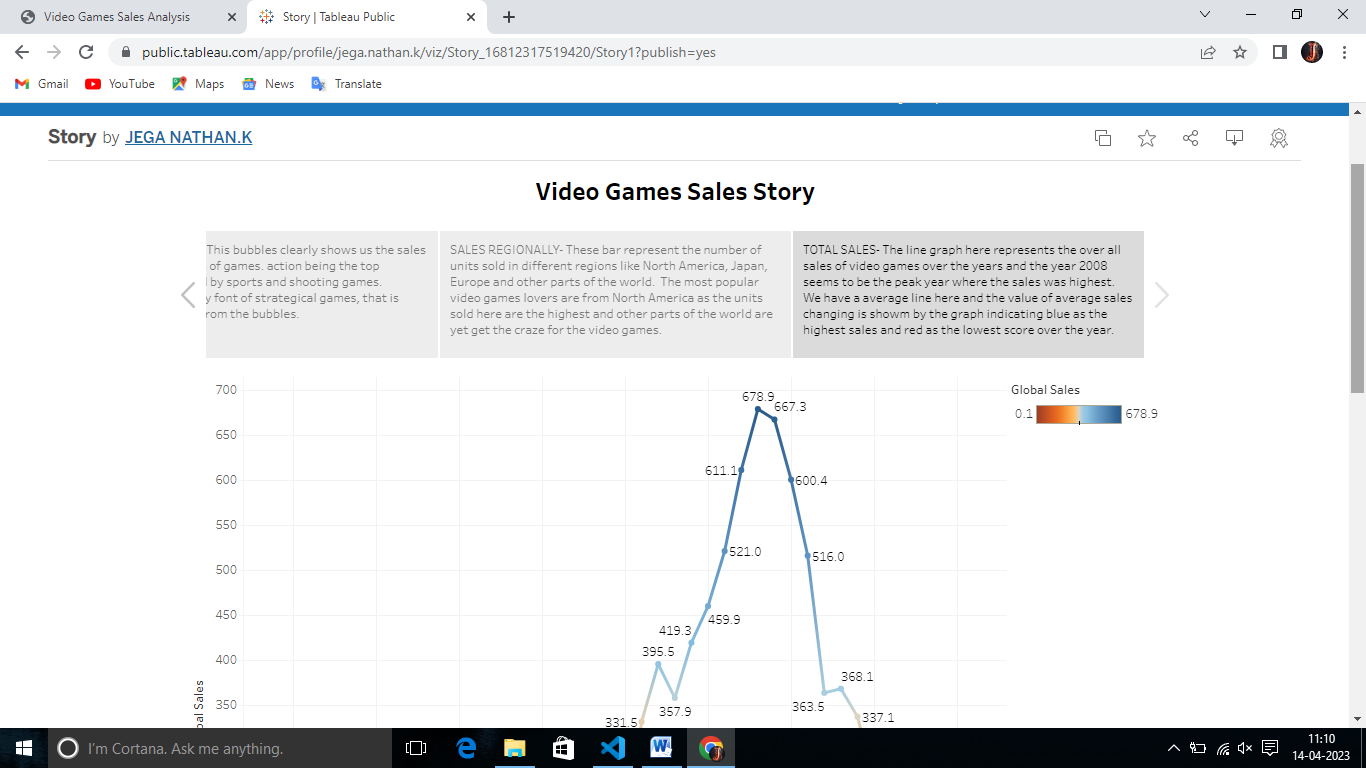 Video Games Sales Analysis
Story | Tableau Public
public.tableau.com/app/profile/jega.nathan.k/viz/Story_16812317519420/Story1?publish=yes
Gmail
YouTube
Maps
News
Translate
Story by JEGA NATHAN.K
Video Games Sales Story
This bubbles clearly shows us the sales
of games. action being the top
by sports and shooting games.
y font of strategical games, that is
rom the bubbles.
SALES REGIONALLY- These bar represent the number of
units sold in different regions like North America, Japan,
Europe and other parts of the world. The most popular
video games lovers are from North America as the units
sold here are the highest and other parts of the world are
yet get the craze for the video games.
TOTAL SALES- The line graph here represents the over all
sales of video games over the years and the year 2008
seems to be the peak year where the sales was highest.
We have a average line here and the value of average sales
changing is showm by the graph indicating blue as the
highest sales and red as the lowest score over the year.
Global Sales
0.1 678.9
700
650
600
550
500
450
400
350
bal Sales
678.9
667.3
611.1
600.4
521.0
516.0
459.9
419.3
395.5
357.9
331.5
368.1
363.5
337.1
I'm Cortana. Ask me anything.
11:10
14-04-2023